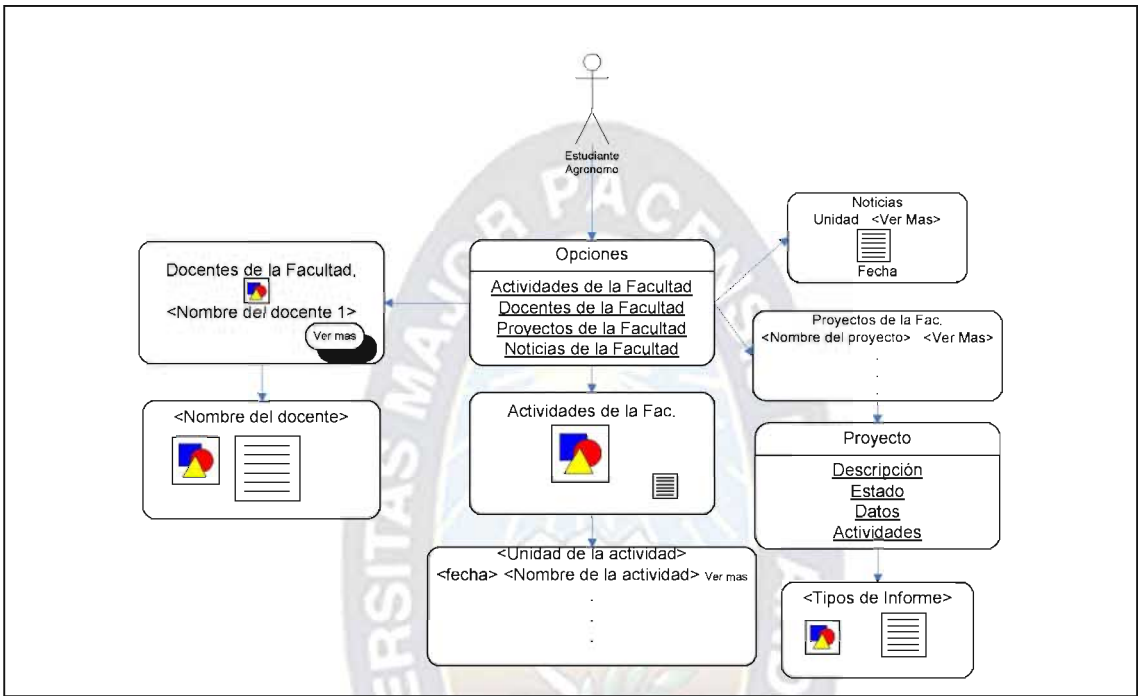 Estudiante
Agronomo
Noticias
Unidad <Ver Mas>
Fecha
Opciones
Actividades de la Facultad
Docentes de la Facultad
Proyectos de la Facultad
Noticias de la Facultad
Docentes de la Facultad.
<Nombre del docente 1>
Ver mas
Proyectos de la Fac.
<Nombre del proyecto> <Ver Mas>
.
.
.
<Nombre del docente>
Actividades de la Fac.
Proyecto
Descripción
Estado
Datos
Actividades
<Unidad de la actividad>
<fecha> <Nombre de la actividad> Ver mas
.
.
.
<Tipos de Informe>
MAJOR PACENS
ERSITAS